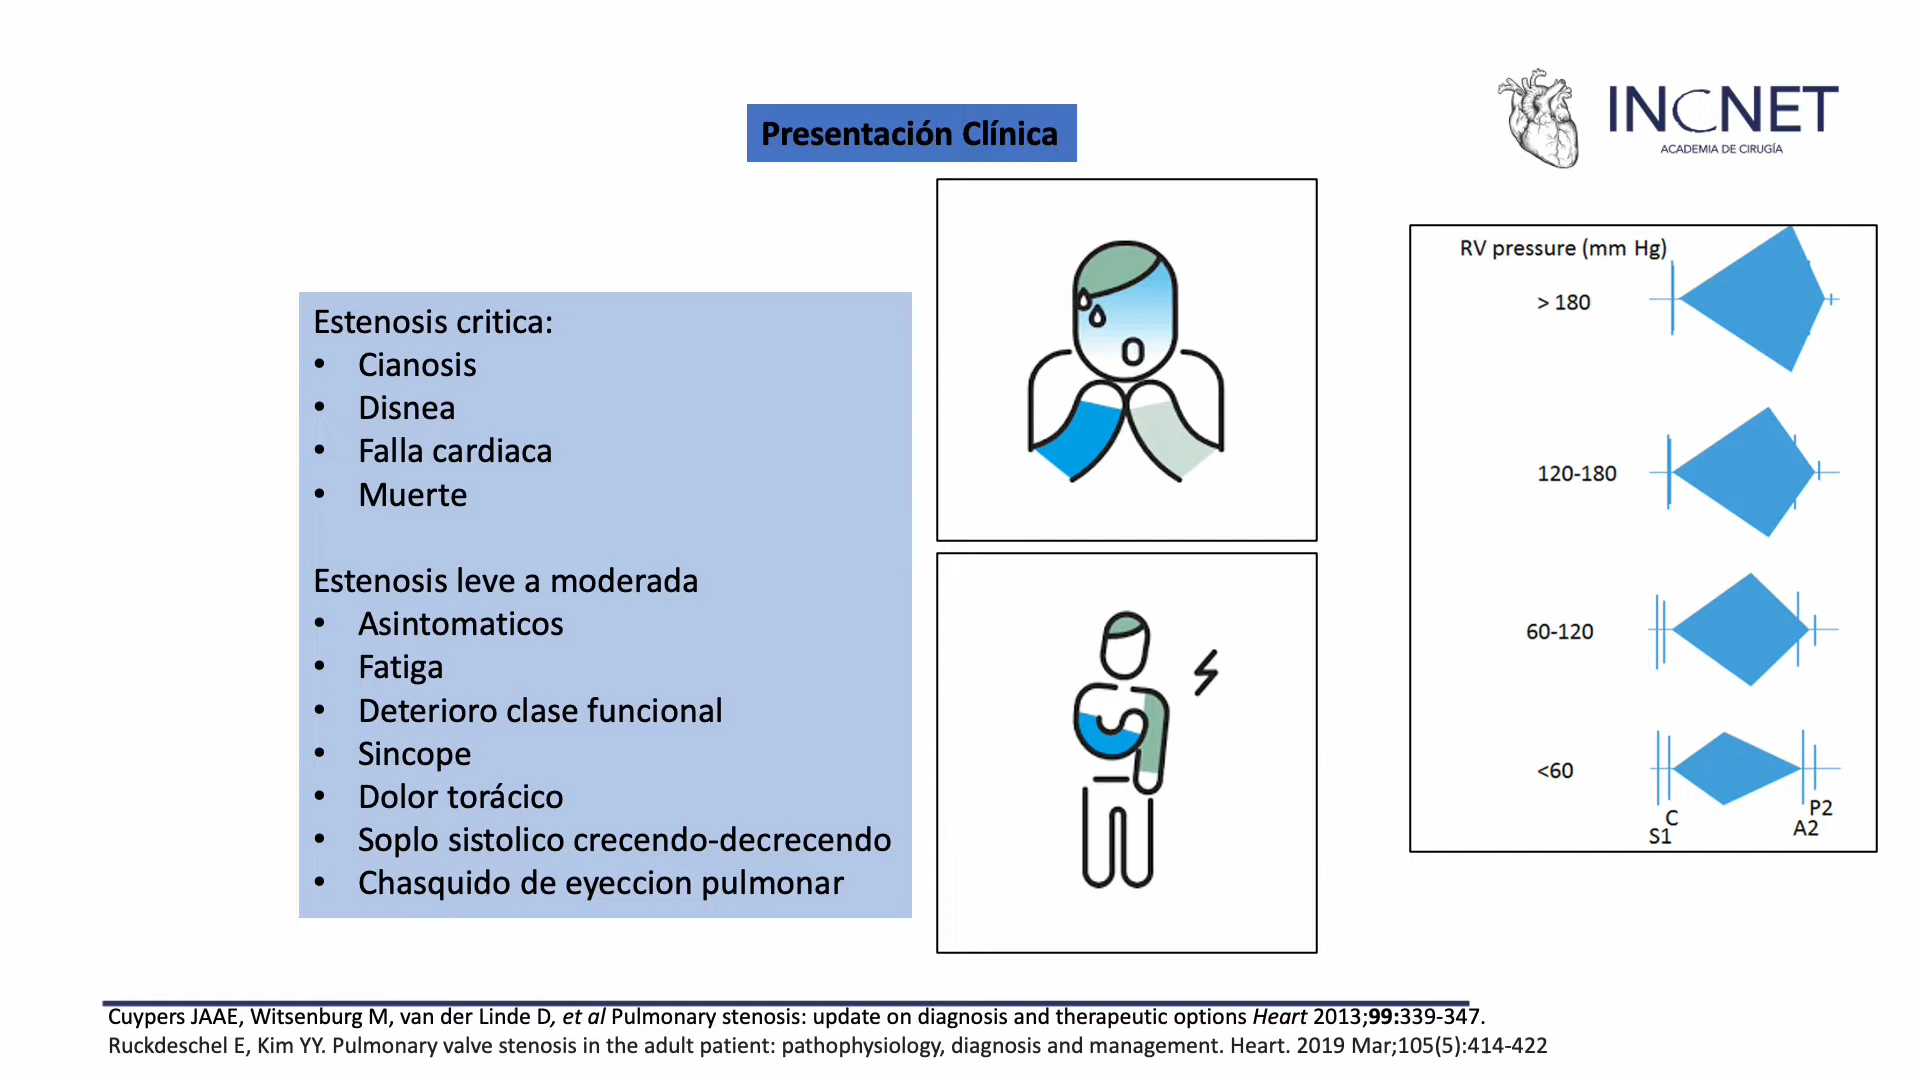 INCNET
ACADEMIA DE CIRUGÍA
Presentación Clínica
Estenosis critica:
• Cianosis
• Disnea
• Falla cardiaca
• Muerte
Estenosis leve a moderada
• Asintomaticos
• Fatiga
• Deterioro clase funcional
• Sincope
• Dolor torácico
• Soplo sistolico crecendo-decrecendo
• Chasquido de eyeccion pulmonar
RV pressure (mm Hg)
> 180
120-180
60-120
<60
P2
C
A2
S1
Cuypers JAAE, Witsenburg M, van der Linde D, et al Pulmonary stenosis: update on diagnosis and therapeutic options Heart 2013;99:339-347.
Ruckdeschel E, Kim YY. Pulmonary valve stenosis in the adult patient: pathophysiology, diagnosis and management. Heart. 2019 Mar;105(5):414-422